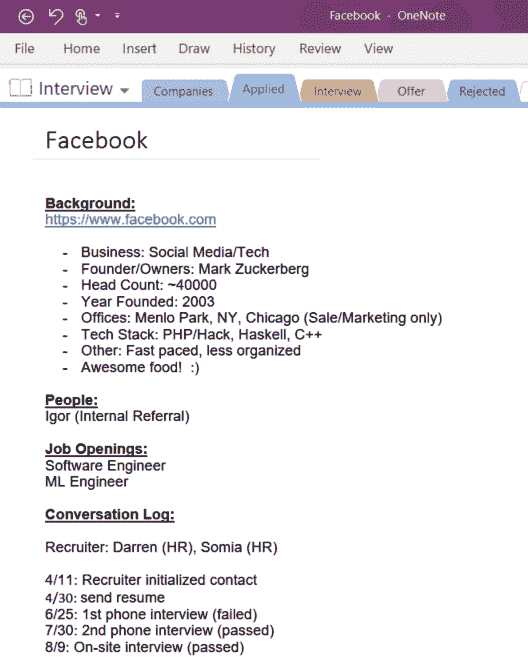 Facebook - OneNote
File Home Insert Draw History Review View
Interview Companies Applied Interview Offer Rejected
Facebook
Background:
https://www.facebook.com
- Business: Social Media/Tech
- Founder/Owners: Mark Zuckerberg
- Head Count: ~40000
- Year Founded: 2003
- Offices: Menlo Park, NY, Chicago (Sale/Marketing only)
- Tech Stack: PHP/Hack, Haskell, C++
- Other: Fast paced, less organized
- Awesome food! :)
People:
Igor (Internal Referral)
Job Openings:
Software Engineer
ML Engineer
Conversation Log:
Recruiter: Darren (HR), Somia (HR)
4/11: Recruiter initialized contact
4/30: send resume
6/25: 1st phone interview (failed)
7/30: 2nd phone interview (passed)
8/9: On-site interview (passed)